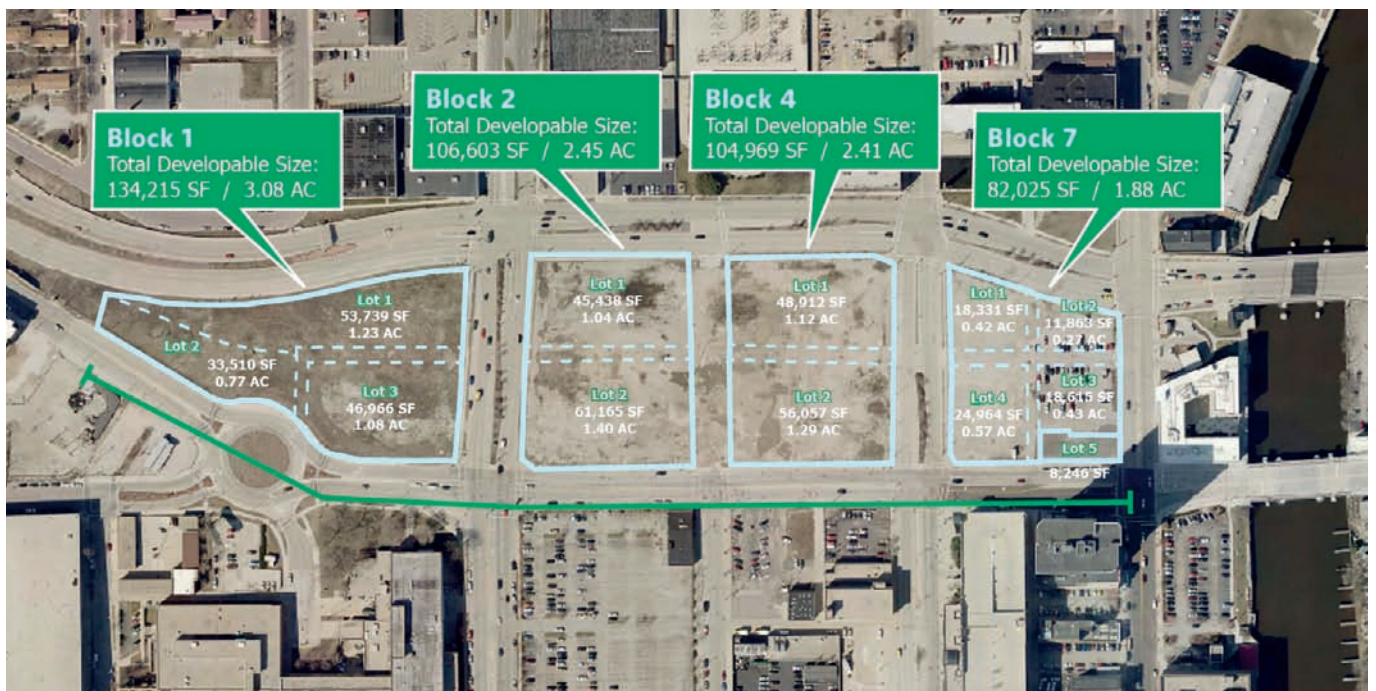 Block 1
Total Developable Size:
134,215 SF / 3.08 AC
Block 2
Total Developable Size:
106,603 SF / 2.45 AC
Block 4
Total Developable Size:
104,969 SF / 2.41 AC
Block 7
Total Developable Size:
82,025 SF / 1.88 AC
Lot 1
53,739 SF
1.23 AC
Lot 2
33,510 SF
0.77 AC
Lot 3
46,966 SF
1.08 AC
Lot 1
45,438 SF
1.04 AC
Lot 2
61,165 SF
1.40 AC
Lot 1
48,912 SF
1.12 AC
Lot 2
56,057 SF
1.29 AC
Lot 1
18,331 SF
0.42 AC
Lot 2
11,863 SF
0.27 AC
Lot 3
18,615 SF
0.43 AC
Lot 4
24,964 SF
0.57 AC
Lot 5
8,246 SF